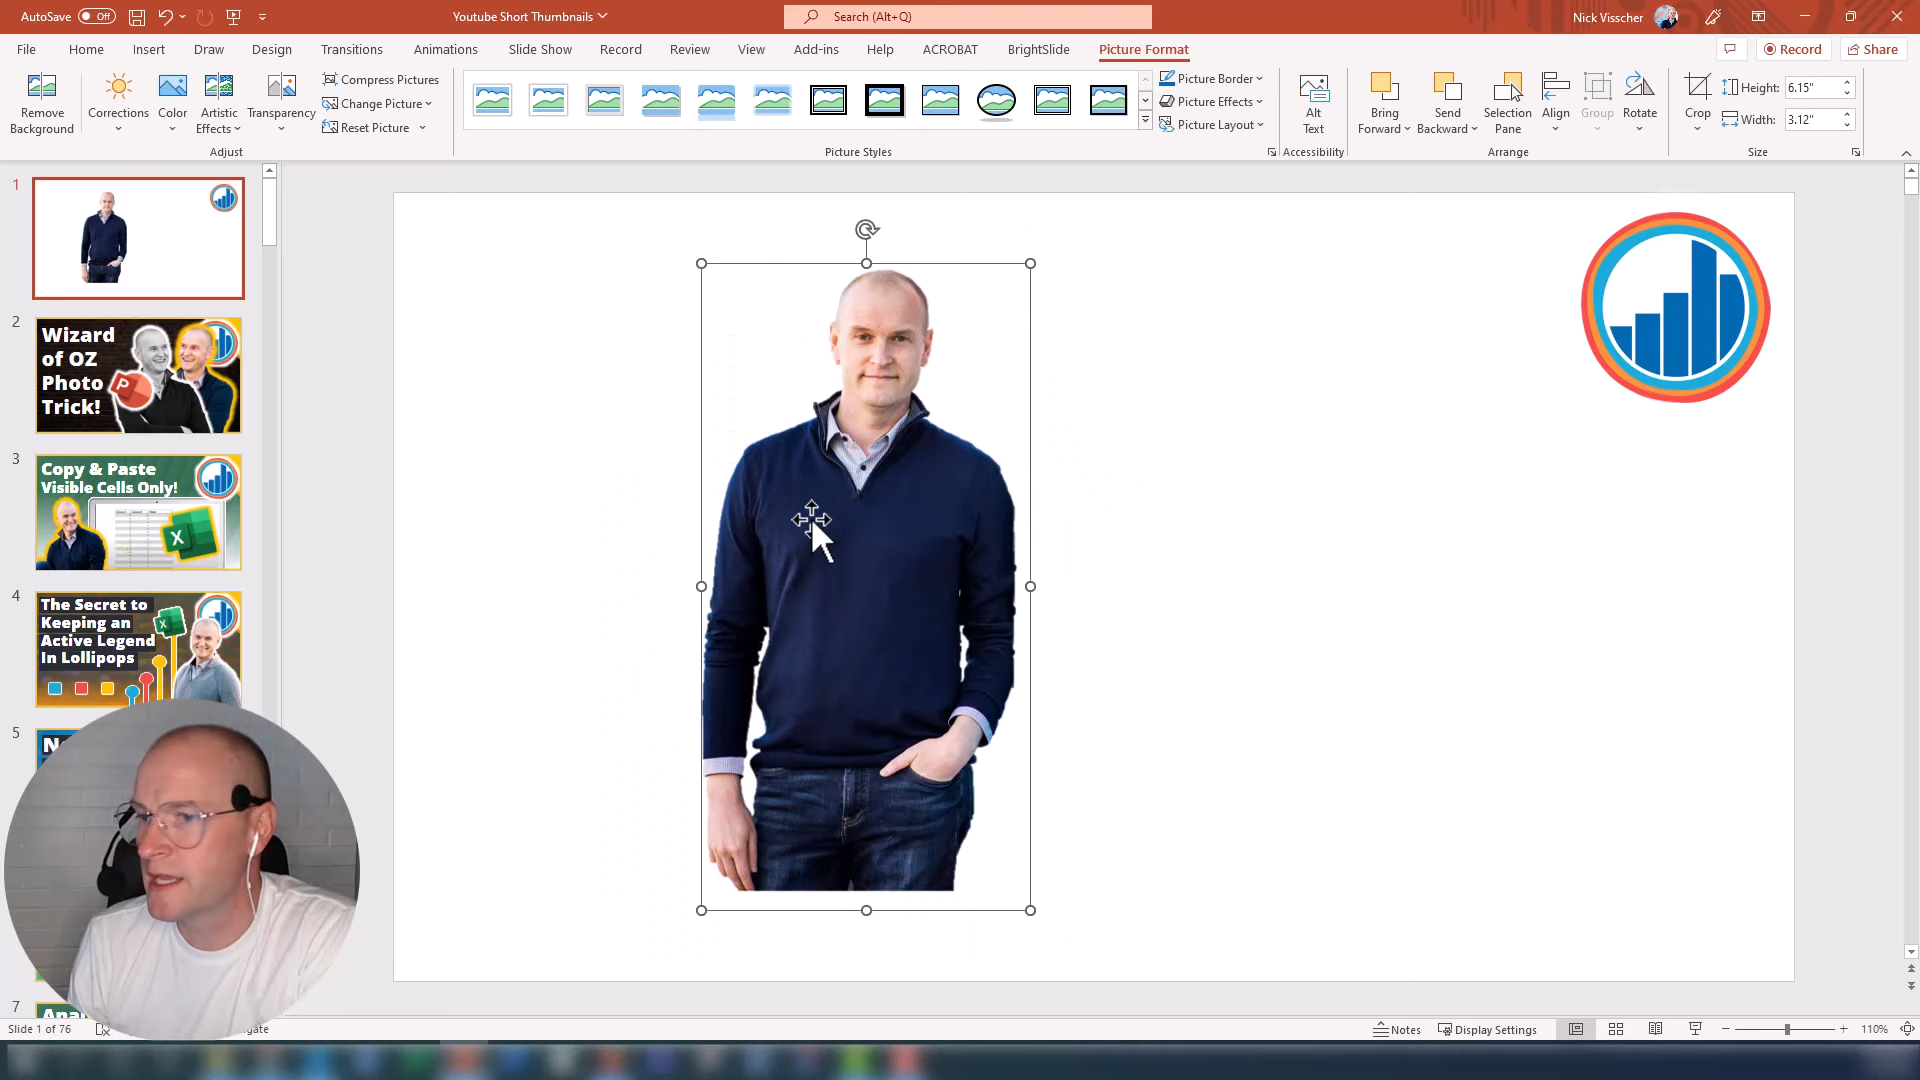 AutoSave Off
Youtube Short Thumbnails
Search (Alt+Q)
Nick Visscher
File Home Insert Draw Design Transitions Animations Slide Show Record Review View Add-ins Help ACROBAT BrightSlide Picture Format
Record Share
Remove Background
Corrections
Color
Artistic Effects
Transparency
Compress Pictures
Change Picture
Reset Picture
Adjust
Picture Styles
Picture Border
Picture Effects
Picture Layout
Alt Text
Accessibility
Bring Forward
Send Backward
Selection Pane
Align
Group
Rotate
Arrange
Crop
Height: 6.15"
Width: 3.12"
Size
1
2
Wizard
of OZ
Photo
Trick!
P
3
Copy & Paste
Visible Cells Only!
X
4
The Secret to
Keeping an
Active Legend
In Lollipops
X
5
7
Slide 1 of 76
Notes
Display Settings
110%